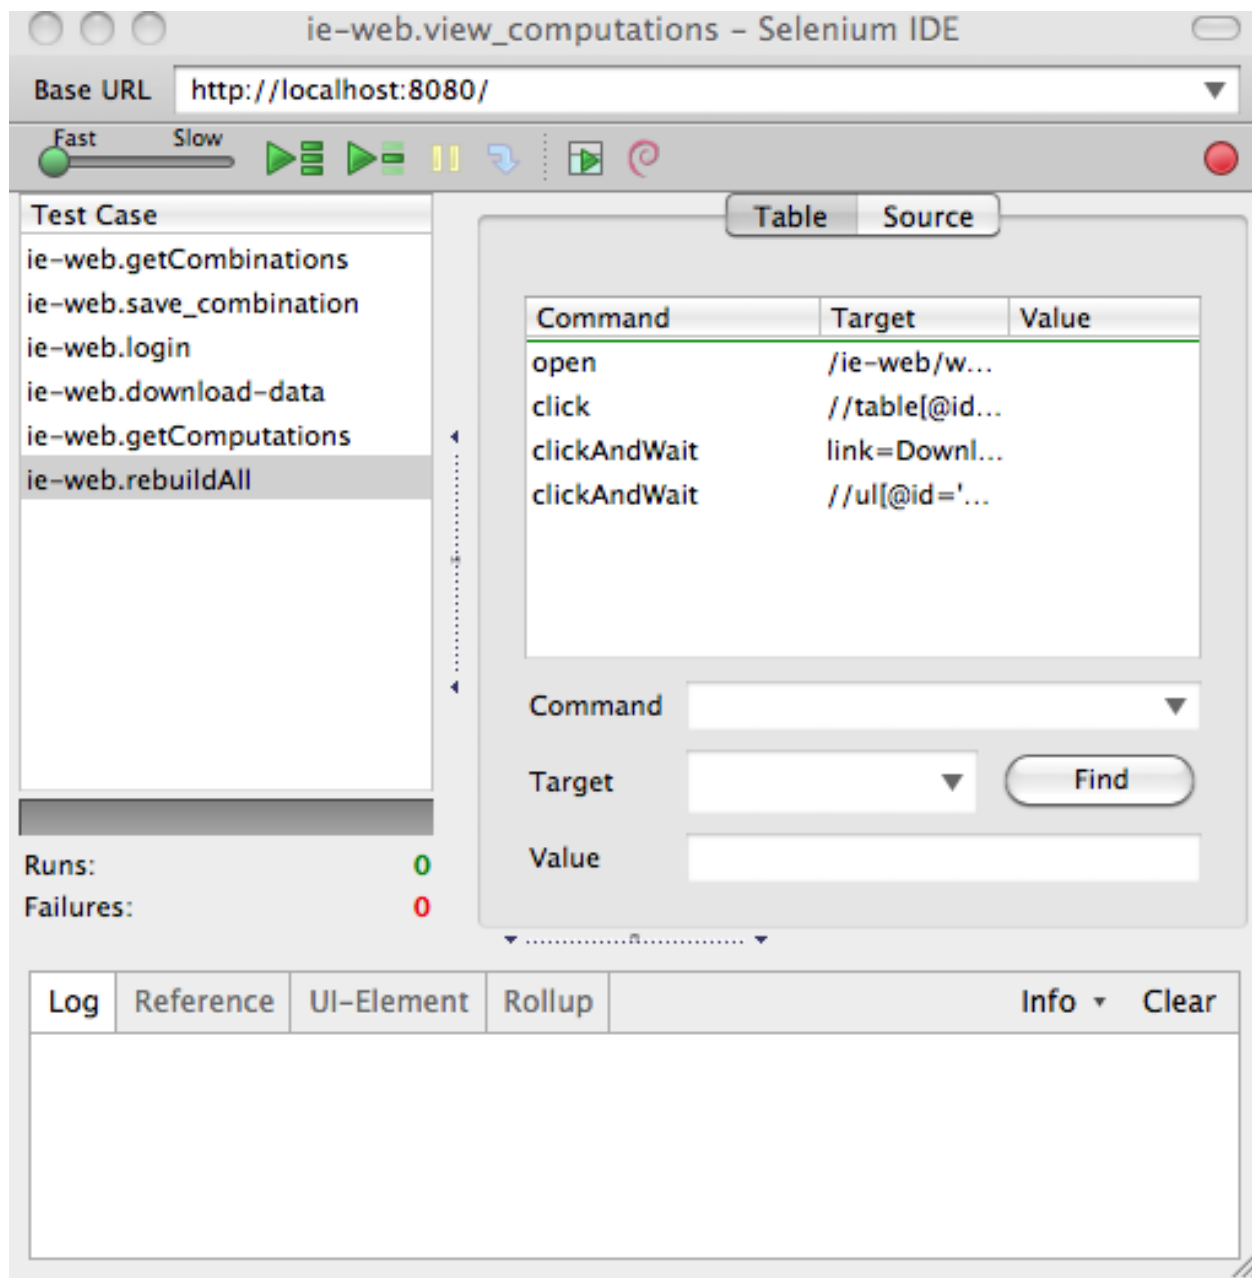 ie-web.view_computations – Selenium IDE
Base URL http://localhost:8080/
Fast Slow
Test Case
ie-web.getCombinations
ie-web.save_combination
ie-web.login
ie-web.download-data
ie-web.getComputations
ie-web.rebuildAll
Runs: 0
Failures: 0
Table Source
Command Target Value
open /ie-web/w...
click //table[@id...
clickAndWait link=Downl...
clickAndWait //ul[@id='...
Command
Target Find
Value
Log Reference UI-Element Rollup Info Clear